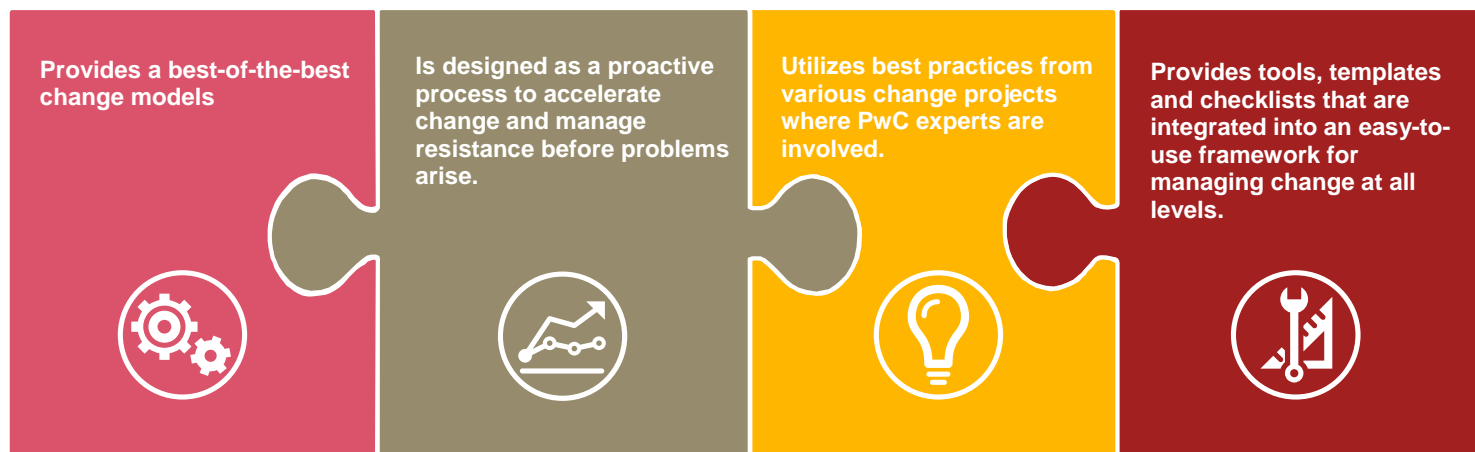 Provides a best-of-the-best
change models
Is designed as a proactive
process to accelerate
change and manage
resistance before problems
arise.
Utilizes best practices from
various change projects
where PwC experts are
involved.
Provides tools, templates
and checklists that are
integrated into an easy-to-
use framework for
managing change at all
levels.